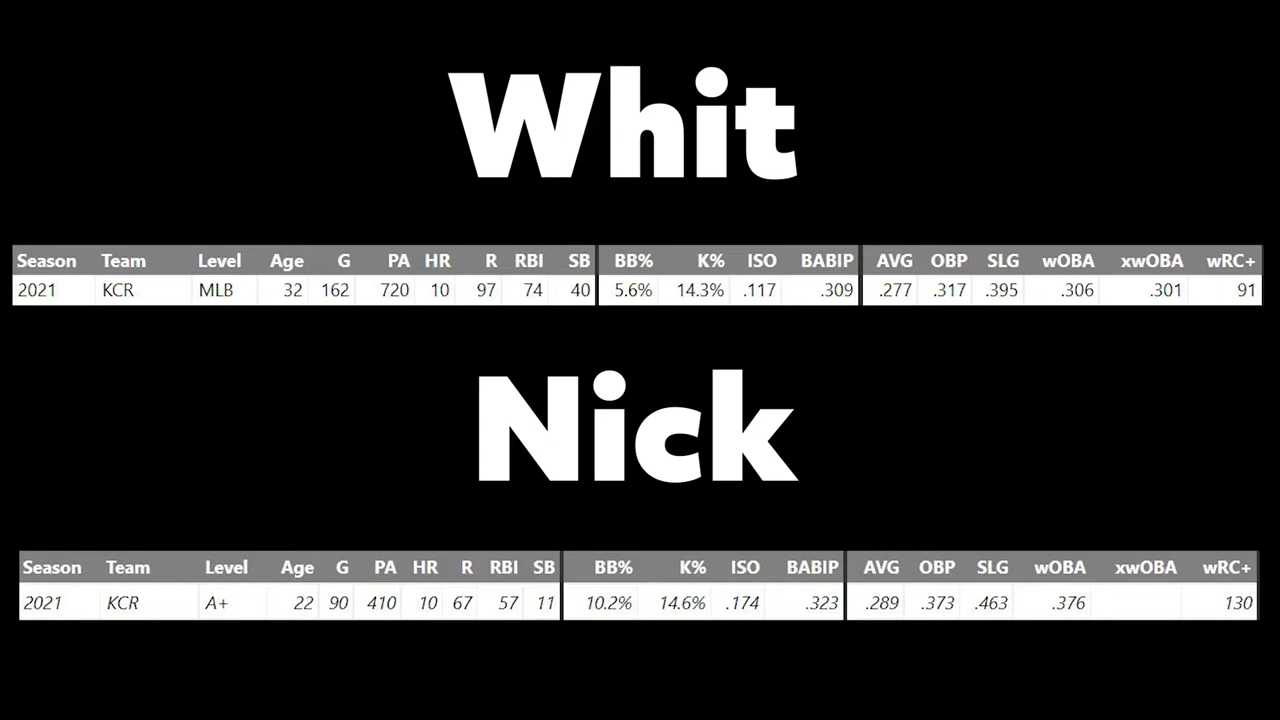 Whit
Season Team Level Age G PA HR R RBI SB BB% K% ISO BABIP AVG OBP SLG wOBA xwOBA wRC+
2021 KCR MLB 32 162 720 10 97 74 40 5.6% 14.3% .117 .309 .277 .317 .395 .306 .301 91
Nick
Season Team Level Age G PA HR R RBI SB BB% K% ISO BABIP AVG OBP SLG wOBA xwOBA wRC+
2021 KCR A+ 22 90 410 10 67 57 11 10.2% 14.6% .174 .323 .289 .373 .463 .376 130